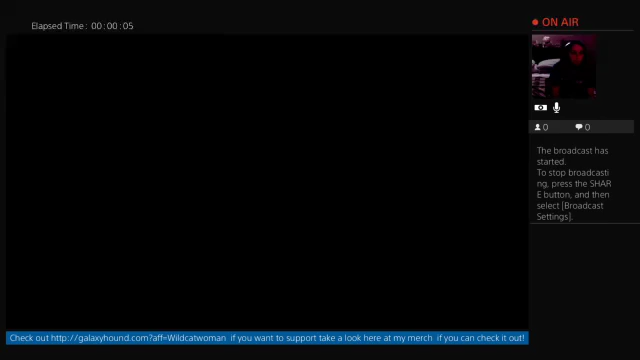 Elapsed Time : 00:00:05
ON AIR
0
0
The broadcast has
started.
To stop broadcasti
ng, press the SHAR
E button, and then
select [Broadcast
Settings].
Check out http://galaxyhound.com?aff=Wildcatwoman if you want to support take a look here at my merch if you can check it out!